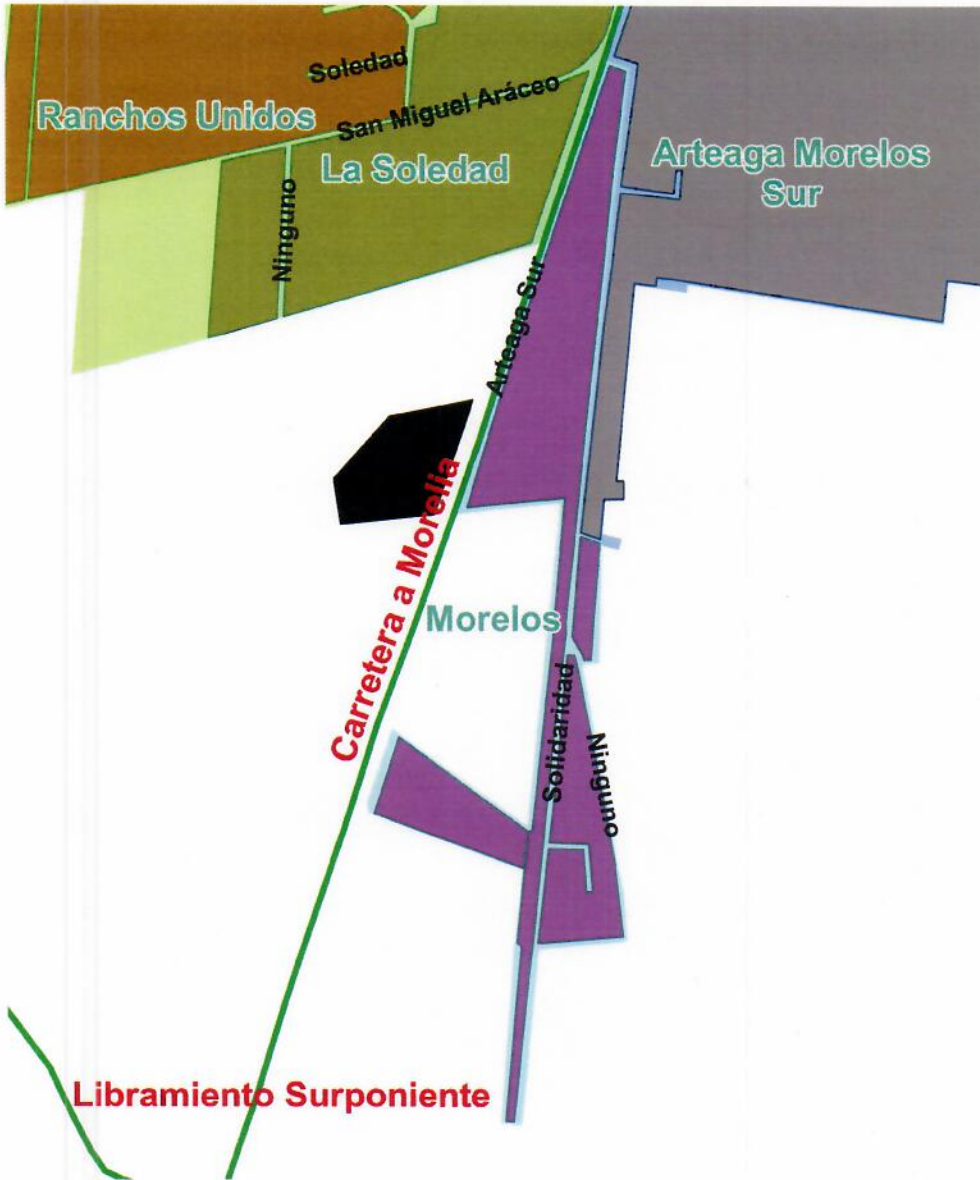 Soledad
Ranchos Unidos
San Miguel Aráceo
La Soledad
Arteaga Morelos
Sur
Ninguno
Arteaga Sur
Carretera a Morelia
Morelos
Solidaridad
Ninguno
Libramiento Surponiente